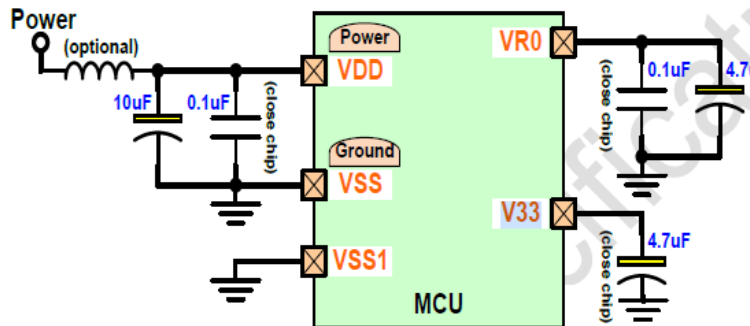 Power
(optional)
10uF
0.1uF
(close chip)
Power
VDD
Ground
VSS
VSS1
MCU
VR0
0.1uF
(close chip)
V33
4.7uF
(close chip)